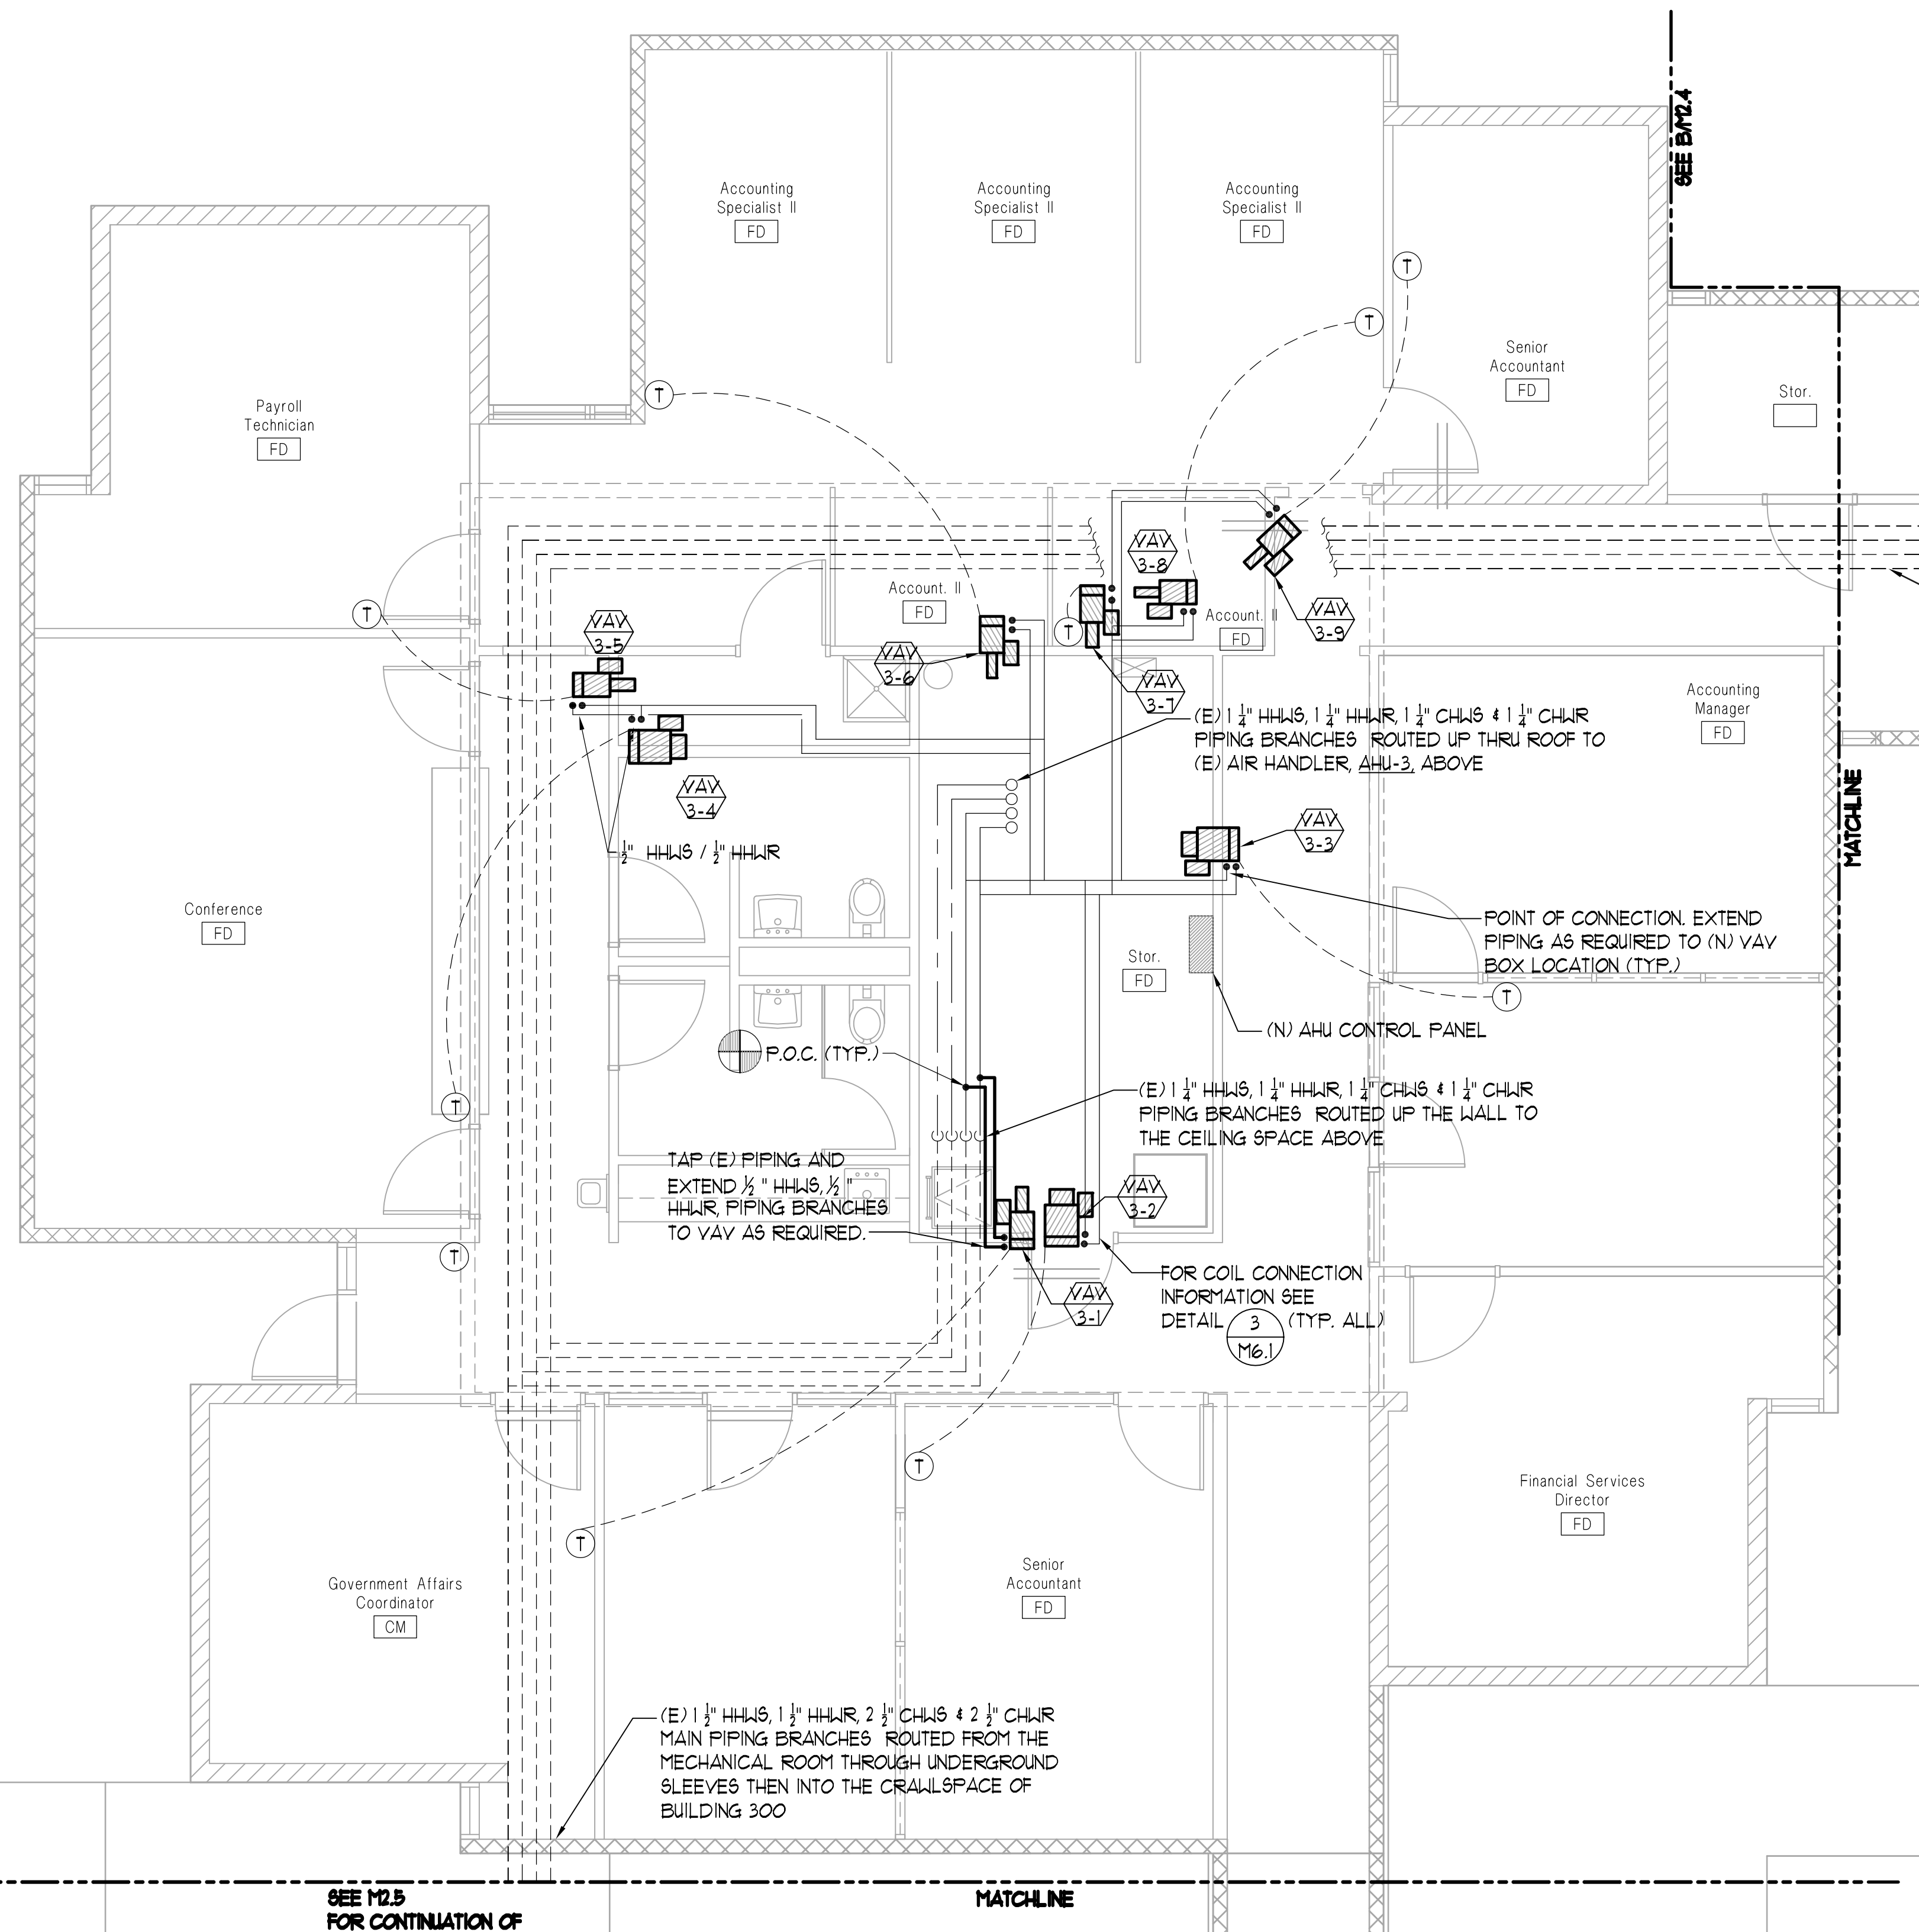 SEE B/M2.4
Accounting
Specialist II
FD
Accounting
Specialist II
FD
Accounting
Specialist II
FD
T
T
Senior
Accountant
FD
Stor.
T
Payroll
Technician
FD
VAV
3-8
Account. II
FD
Account. II
FD
T
T
VAV
3-5
VAV
3-9
VAV
3-6
VAV
3-7
Accounting
Manager
FD
(E) 1 1/4" HHWS, 1 1/4" HHWR, 1 1/4" CHWS & 1 1/4" CHWR
PIPING BRANCHES ROUTED UP THRU ROOF TO
(E) AIR HANDLER, AHU-3, ABOVE
VAV
3-4
MATCHLINE
VAV
3-3
1/2" HHWS / 1/2" HHWR
Conference
FD
POINT OF CONNECTION. EXTEND
PIPING AS REQUIRED TO (N) VAV
BOX LOCATION (TYP.)
Stor.
FD
T
(N) AHU CONTROL PANEL
P.O.C. (TYP.)
(E) 1 1/4" HHWS, 1 1/4" HHWR, 1 1/4" CHWS & 1 1/4" CHWR
PIPING BRANCHES ROUTED UP THE WALL TO
THE CEILING SPACE ABOVE
T
TAP (E) PIPING AND
EXTEND 1/2" HHWS, 1/2"
HHWR, PIPING BRANCHES
TO VAV AS REQUIRED.
VAV
3-2
T
FOR COIL CONNECTION
INFORMATION SEE
DETAIL 3 (TYP. ALL)
M6.1
VAV
3-1
T
T
Financial Services
Director
FD
Senior
Accountant
FD
Government Affairs
Coordinator
CM
(E) 1 1/2" HHWS, 1 1/2" HHWR, 2 1/2" CHWS & 2 1/2" CHWR
MAIN PIPING BRANCHES ROUTED FROM THE
MECHANICAL ROOM THROUGH UNDERGROUND
SLEEVES THEN INTO THE CRAWLSPACE OF
BUILDING 300
SEE M2.5
FOR CONTINUATION OF
MATCHLINE